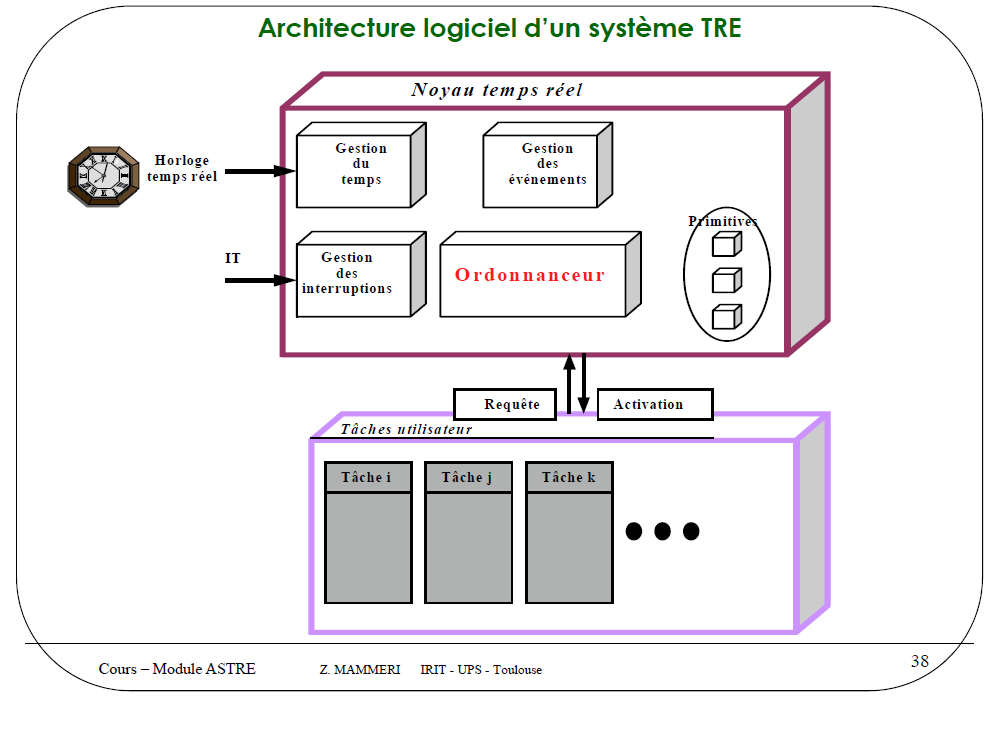 Architecture logiciel d'un système TRE
Noyau temps réel
Horloge
temps réel
Gestion
du
temps
Gestion
des
événements
Primitives
IT
Gestion
des
interruptions
Ordonnanceur
Requête
Activation
Tâches utilisateur
Tâche i
Tâche j
Tâche k
Cours – Module ASTRE
Z. MAMMERI IRIT - UPS - Toulouse
38